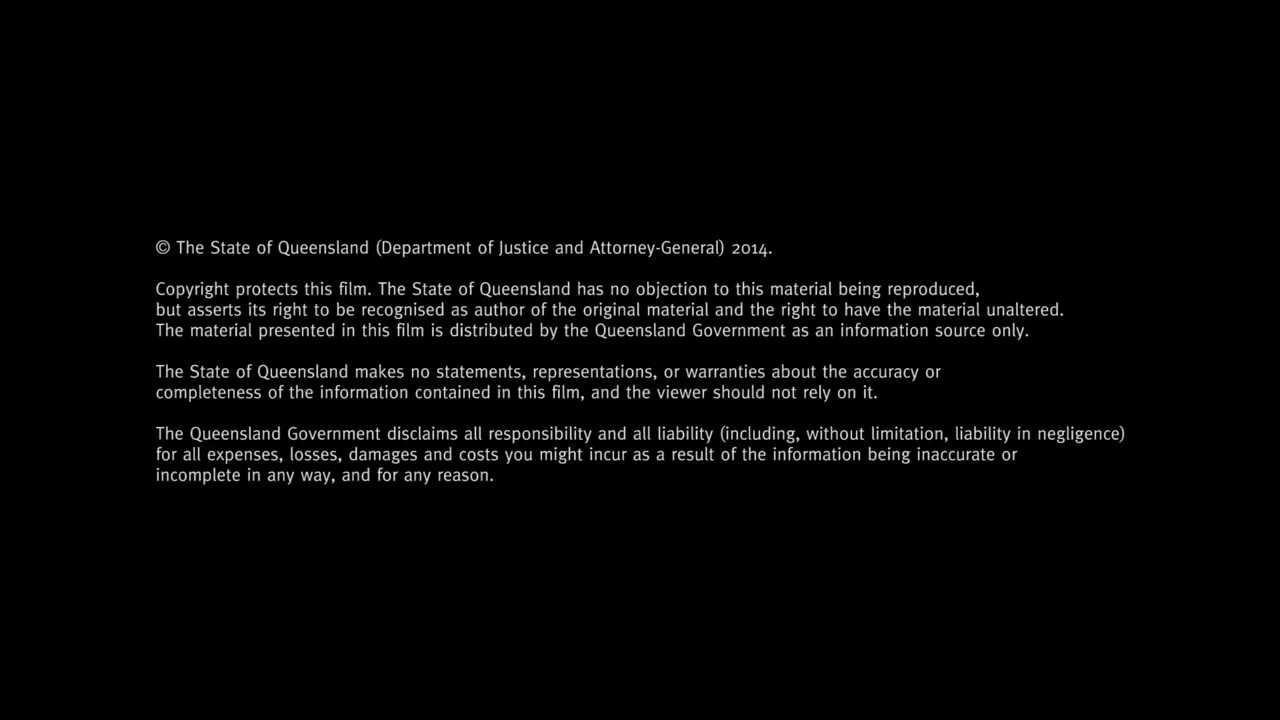 © The State of Queensland (Department of Justice and Attorney-General) 2014.
Copyright protects this film. The State of Queensland has no objection to this material being reproduced,
but asserts its right to be recognised as author of the original material and the right to have the material unaltered.
The material presented in this film is distributed by the Queensland Government as an information source only.
The State of Queensland makes no statements, representations, or warranties about the accuracy or
completeness of the information contained in this film, and the viewer should not rely on it.
The Queensland Government disclaims all responsibility and all liability (including, without limitation, liability in negligence)
for all expenses, losses, damages and costs you might incur as a result of the information being inaccurate or
incomplete in any way, and for any reason.